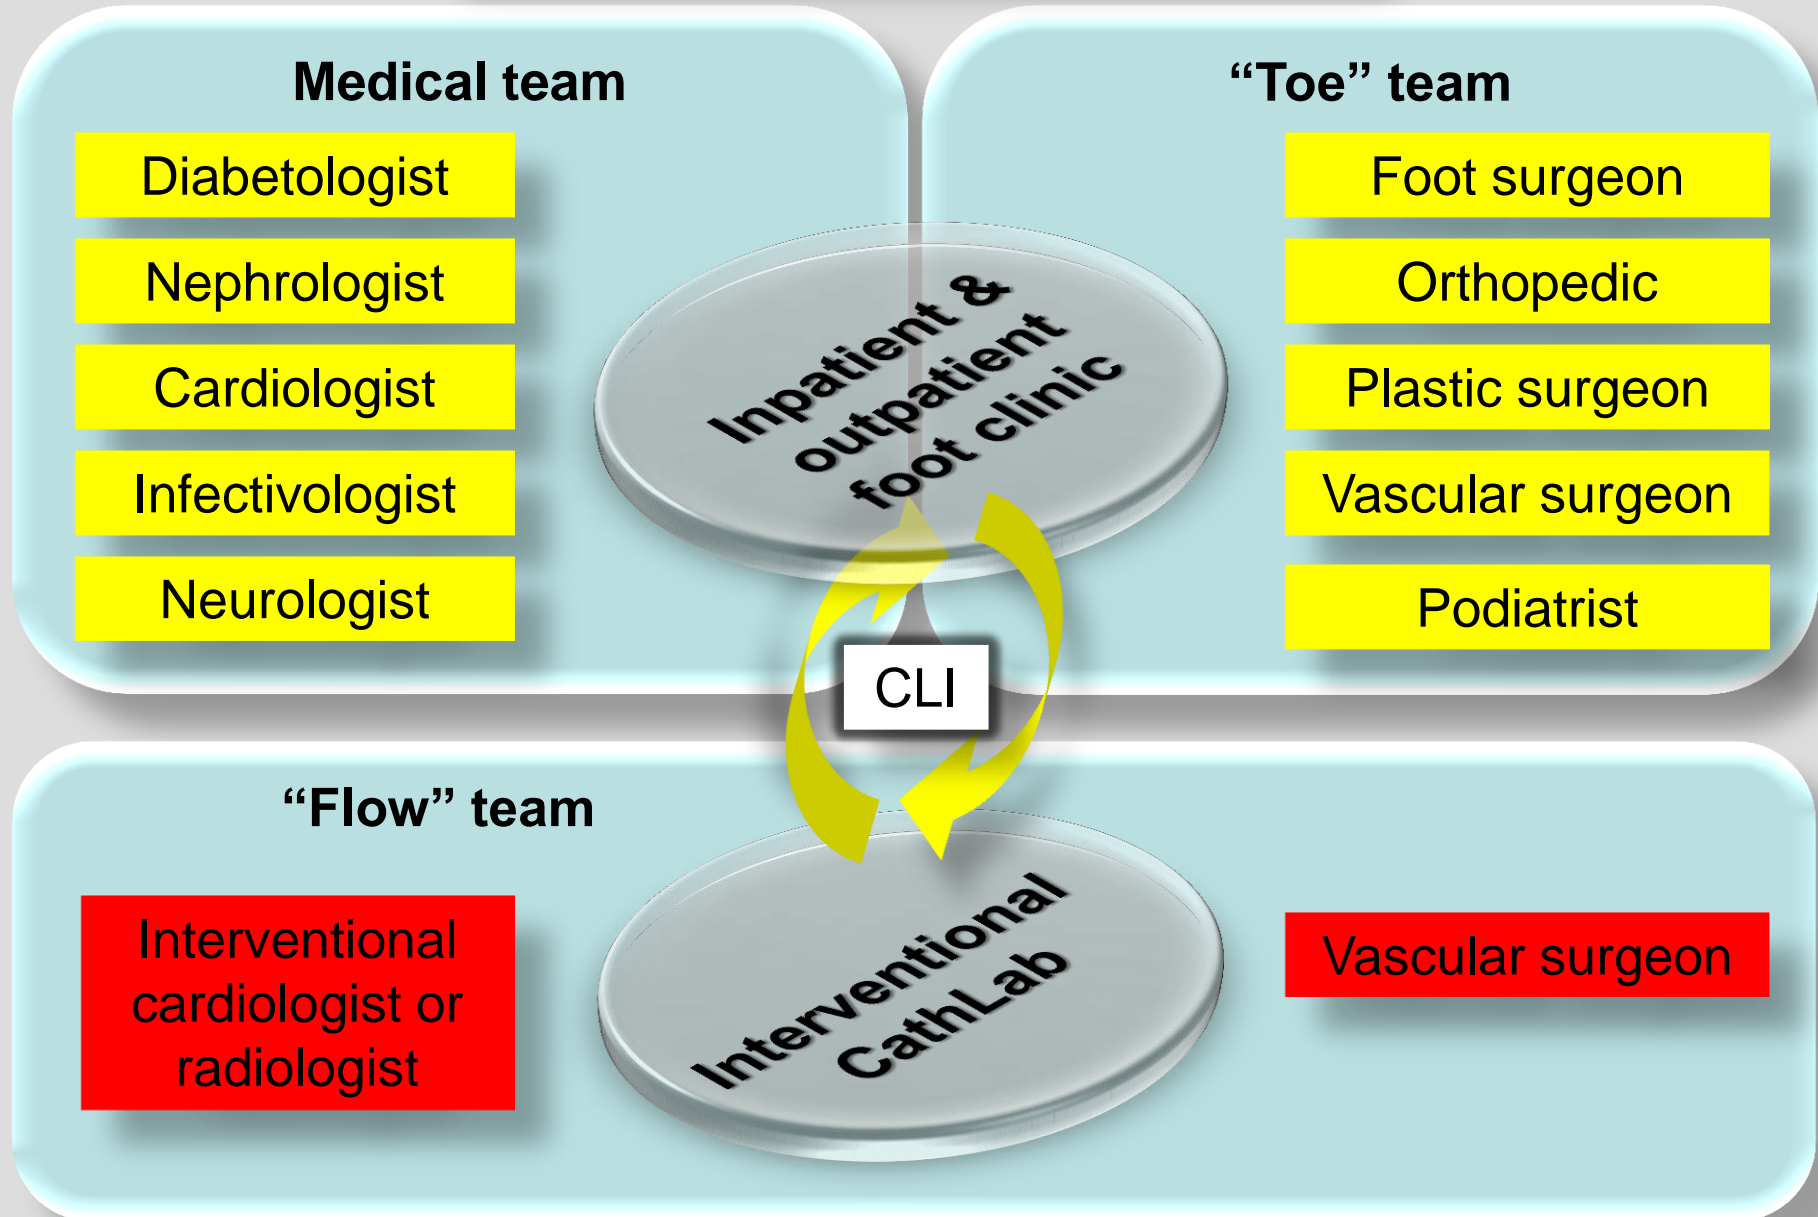 Medical team
Diabetologist
Nephrologist
Cardiologist
Infectivologist
Neurologist
“Toe” team
Foot surgeon
Orthopedic
Plastic surgeon
Vascular surgeon
Podiatrist
Inpatient &
outpatient
foot clinic
CLI
“Flow” team
Interventional
cardiologist or
radiologist
Interventional
CathLab
Vascular surgeon